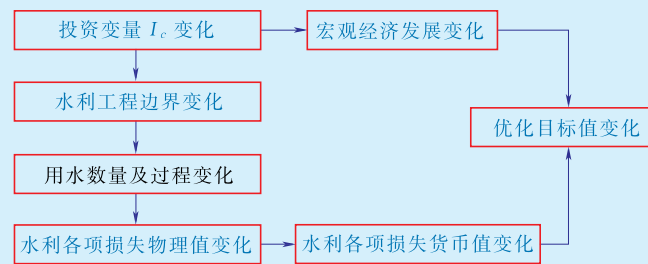 投资变量 Ic 变化
宏观经济发展变化
水利工程边界变化
优化目标值变化
用水数量及过程变化
水利各项损失物理值变化
水利各项损失货币值变化